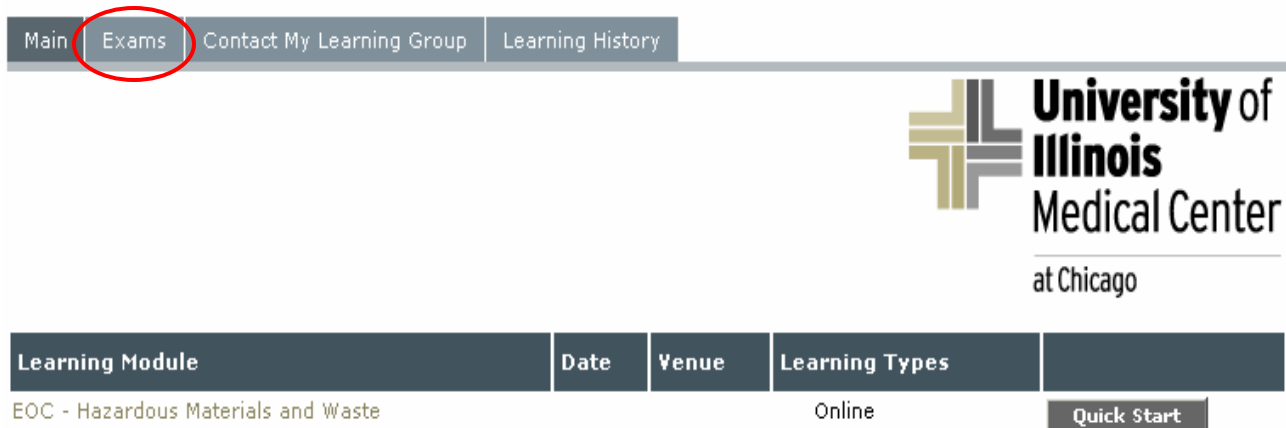 Main Exams Contact My Learning Group Learning History
University of
Illinois
Medical Center
at Chicago
Learning Module Date Venue Learning Types
EOC - Hazardous Materials and Waste Online Quick Start